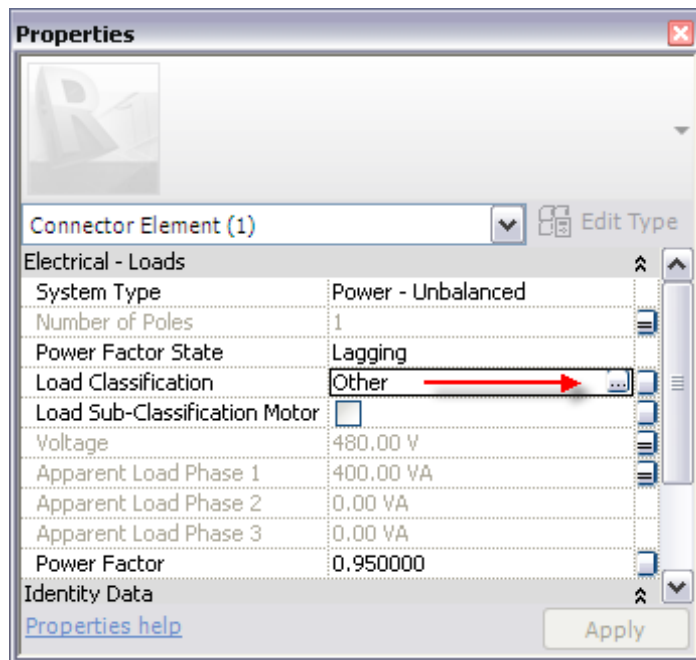 Properties
Connector Element (1) Edit Type
Electrical - Loads
System Type Power - Unbalanced
Number of Poles 1
Power Factor State Lagging
Load Classification Other ...
Load Sub-Classification Motor
Voltage 480.00 V
Apparent Load Phase 1 400.00 VA
Apparent Load Phase 2 0.00 VA
Apparent Load Phase 3 0.00 VA
Power Factor 0.950000
Identity Data
Properties help Apply